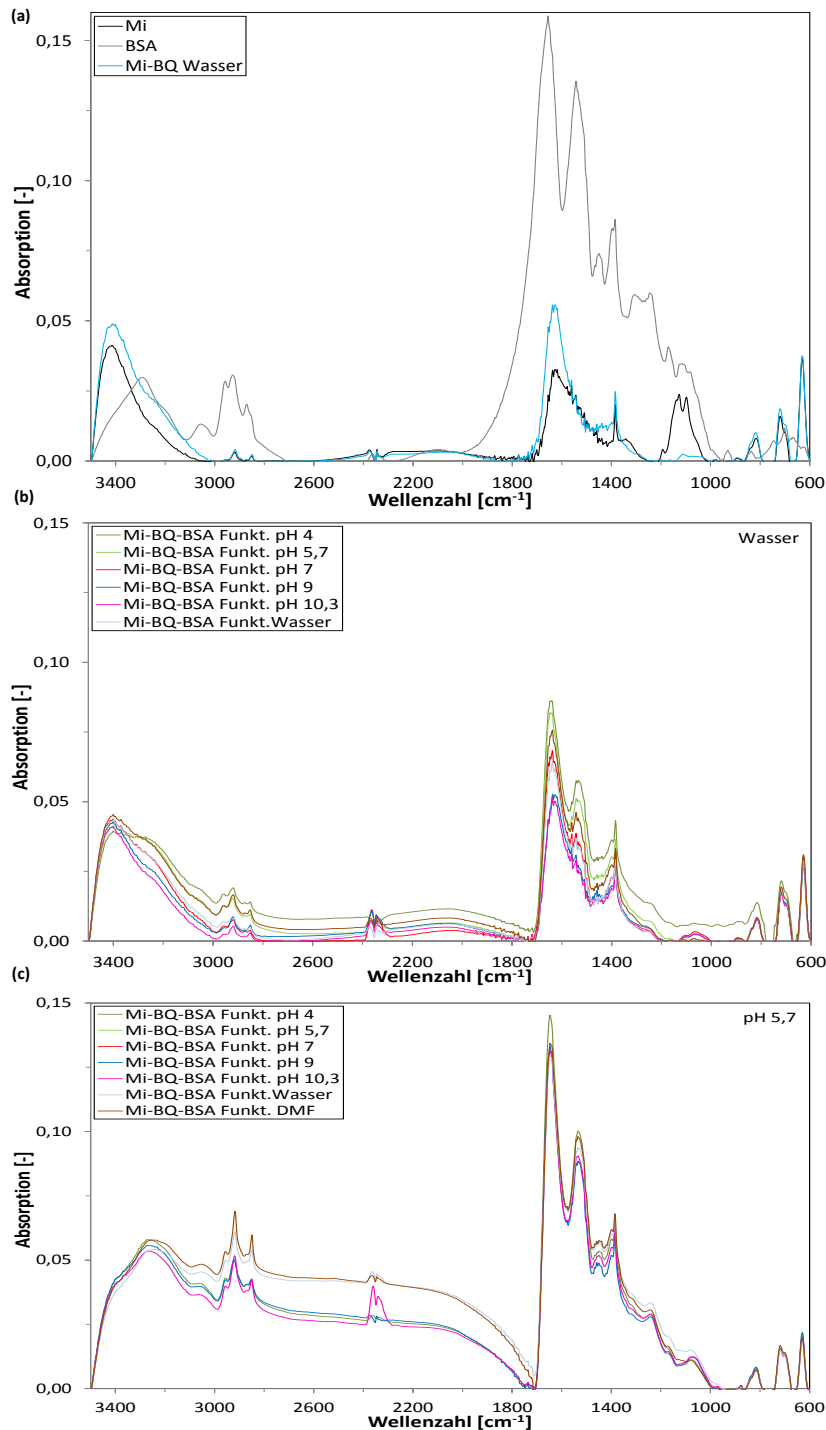 (a)
Mi
BSA
Mi-BQ Wasser
0,15
0,10
0,05
0,00
Absorption [-]
3400 3000 2600 2200 1800 1400 1000 600
Wellenzahl [cm-1]
(b)
Wasser
Mi-BQ-BSA Funkt. pH 4
Mi-BQ-BSA Funkt. pH 5,7
Mi-BQ-BSA Funkt. pH 7
Mi-BQ-BSA Funkt. pH 9
Mi-BQ-BSA Funkt. pH 10,3
Mi-BQ-BSA Funkt.Wasser
0,15
0,10
0,05
0,00
Absorption [-]
3400 3000 2600 2200 1800 1400 1000 600
Wellenzahl [cm-1]
(c)
pH 5,7
Mi-BQ-BSA Funkt. pH 4
Mi-BQ-BSA Funkt. pH 5,7
Mi-BQ-BSA Funkt. pH 7
Mi-BQ-BSA Funkt. pH 9
Mi-BQ-BSA Funkt. pH 10,3
Mi-BQ-BSA Funkt.Wasser
Mi-BQ-BSA Funkt. DMF
0,15
0,10
0,05
0,00
Absorption [-]
3400 3000 2600 2200 1800 1400 1000 600
Wellenzahl [cm-1]